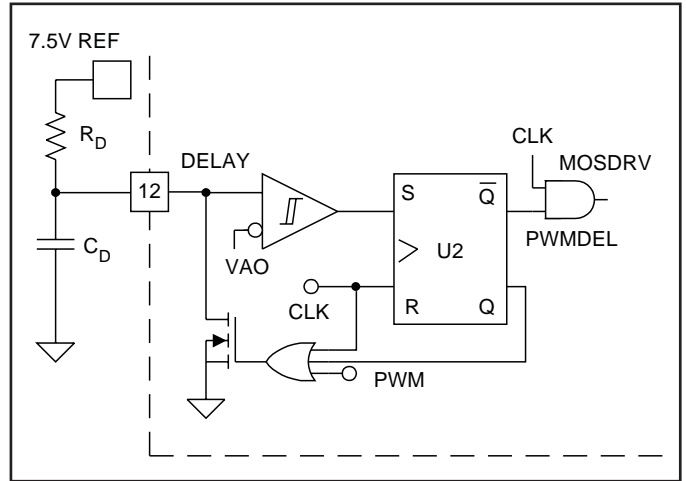 7.5V REF
R_D
CLK
MOSDRV
DELAY
12
S
Q̅
C_D
VAO
U2
PWMDEL
CLK
R
Q
PWM